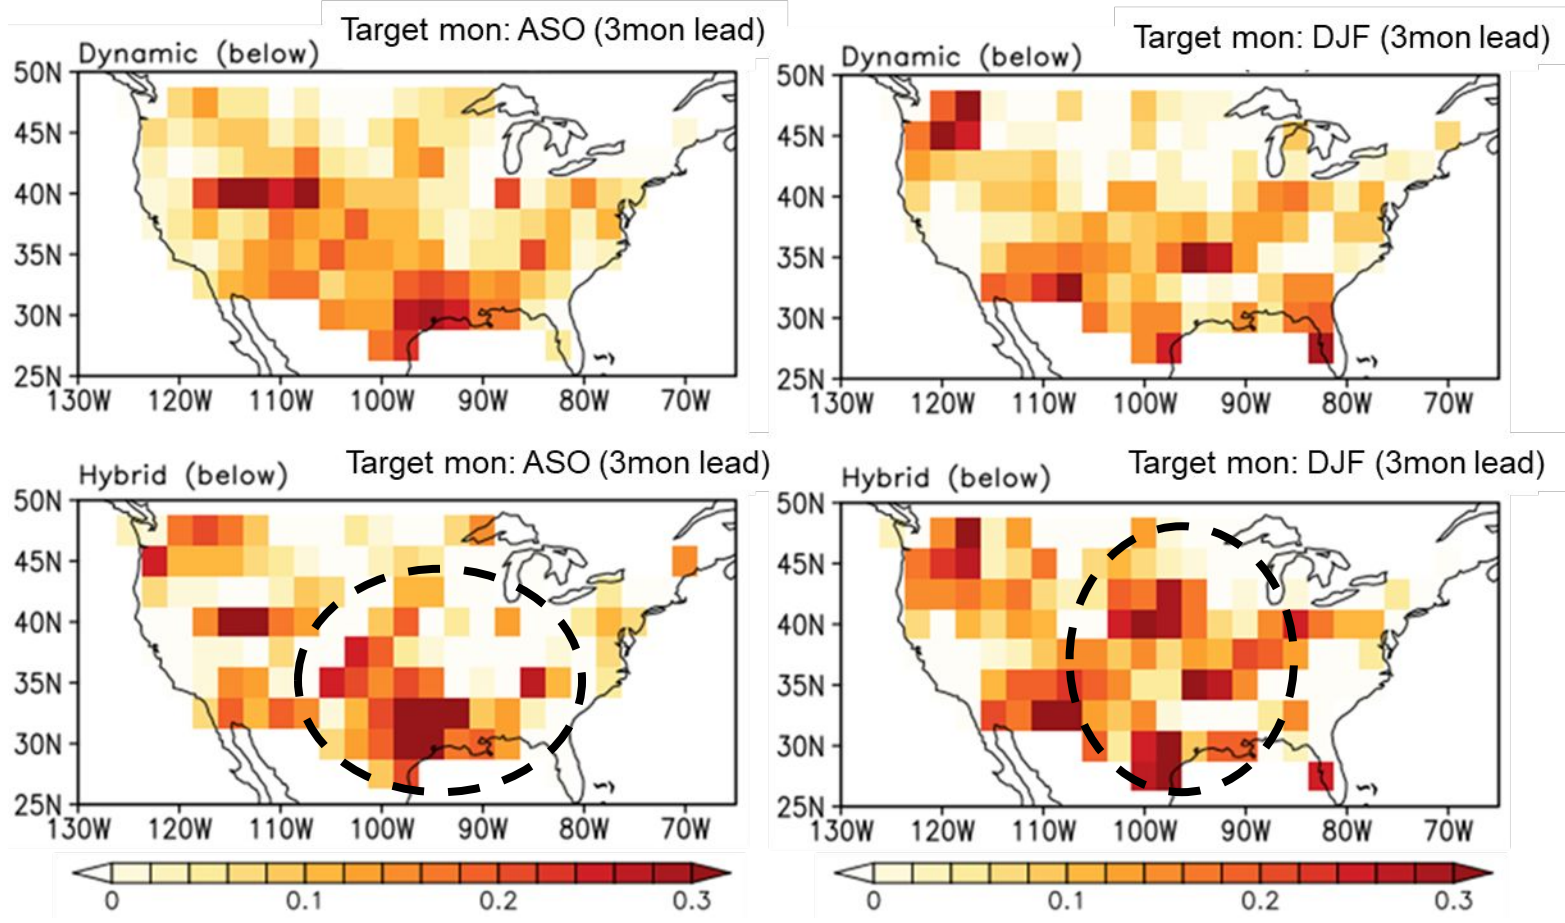 Target mon: ASO (3mon lead)
Dynamic (below)
50N
45N
40N
35N
30N
25N
130W 120W 110W 100W 90W 80W 70W
Target mon: DJF (3mon lead)
Dynamic (below)
50N
45N
40N
35N
30N
25N
130W 120W 110W 100W 90W 80W 70W
Target mon: ASO (3mon lead)
Hybrid (below)
50N
45N
40N
35N
30N
25N
130W 120W 110W 100W 90W 80W 70W
0 0.1 0.2 0.3
Target mon: DJF (3mon lead)
Hybrid (below)
50N
45N
40N
35N
30N
25N
130W 120W 110W 100W 90W 80W 70W
0 0.1 0.2 0.3